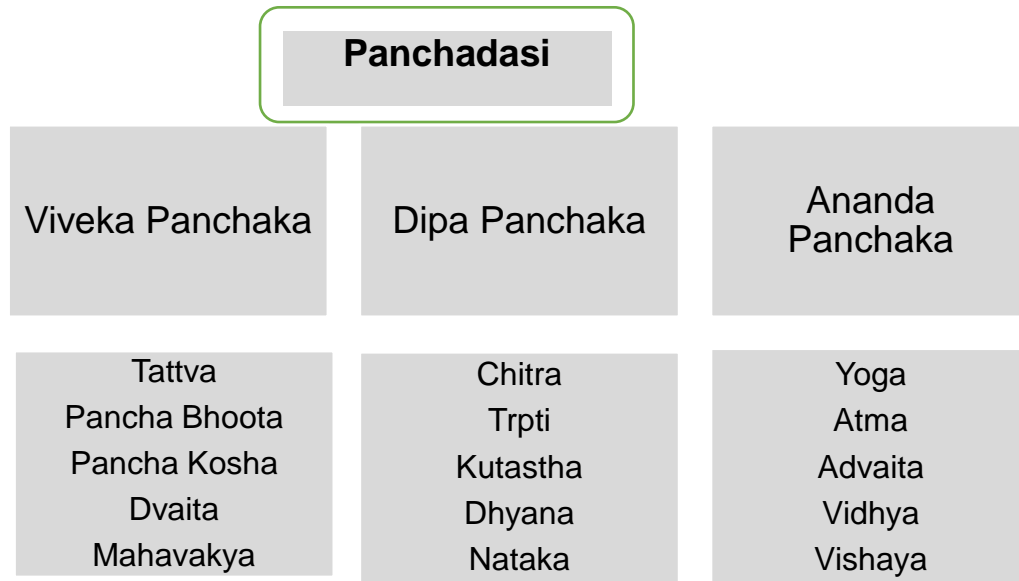 Panchadasi
Viveka Panchaka
Dipa Panchaka
Ananda
Panchaka
Tattva
Pancha Bhoota
Pancha Kosha
Dvaita
Mahavakya
Chitra
Trpti
Kutastha
Dhyana
Nataka
Yoga
Atma
Advaita
Vidhya
Vishaya